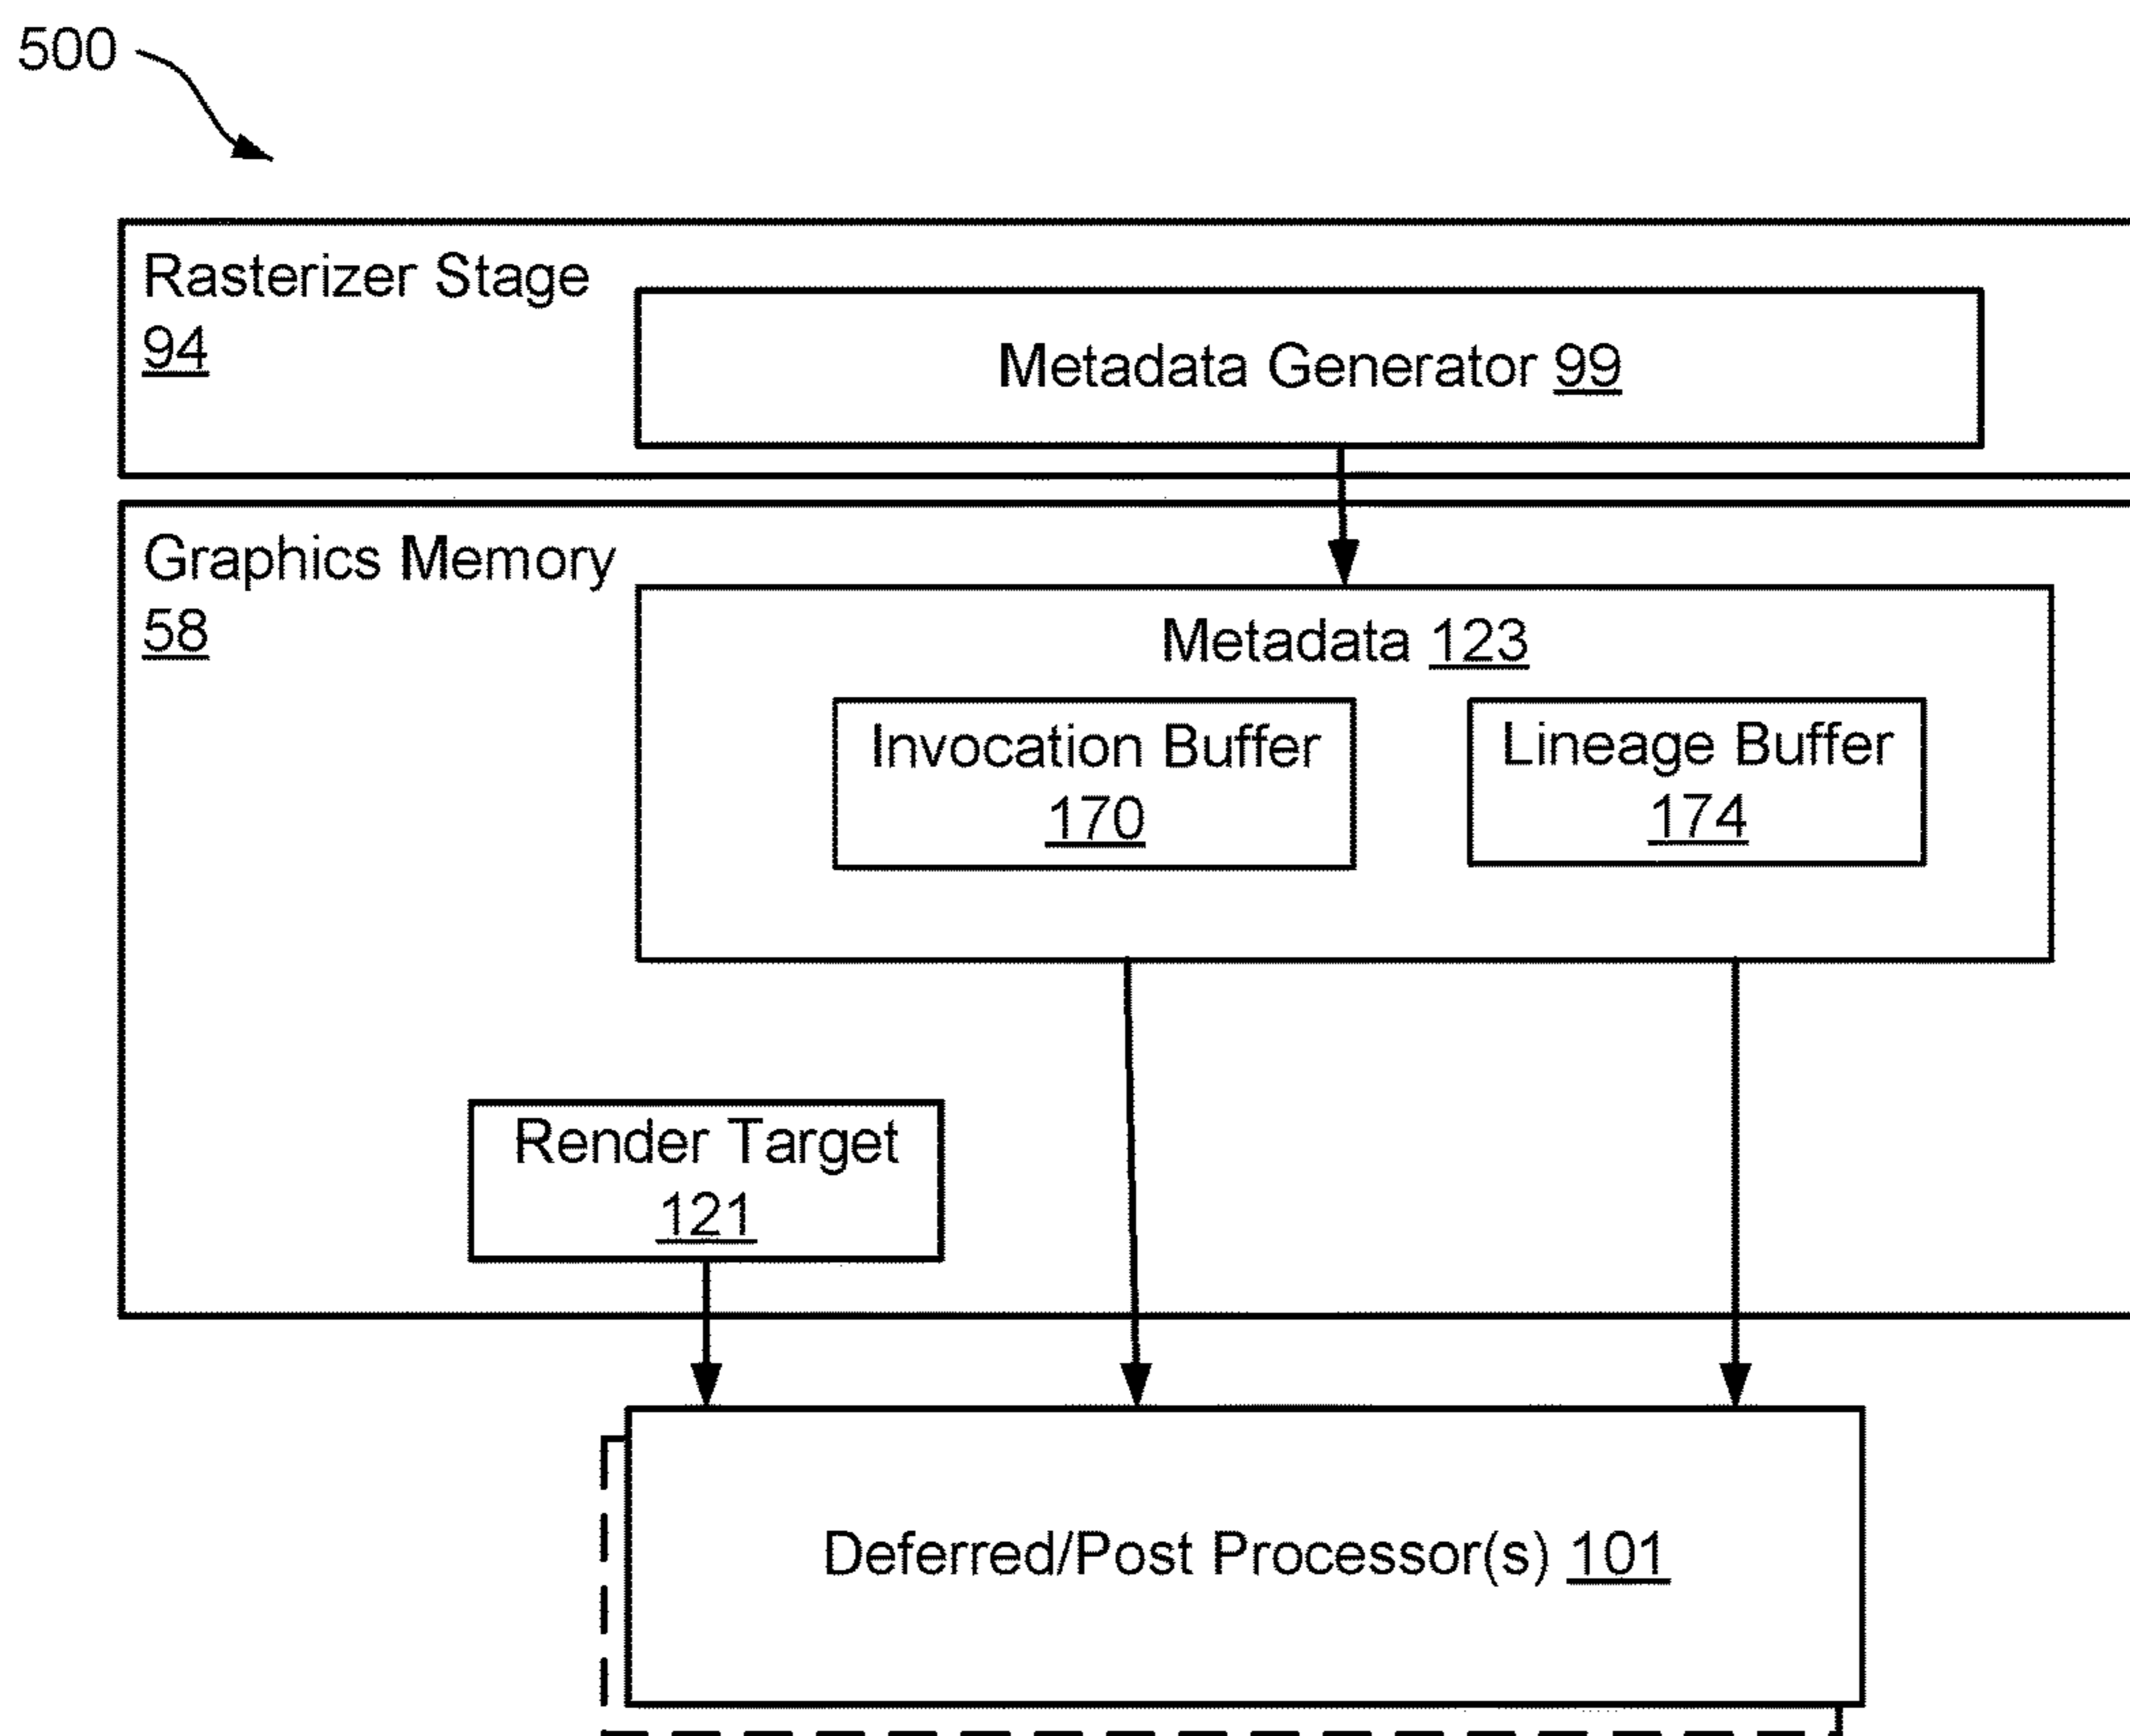 500
Rasterizer Stage
94
Metadata Generator 99
Graphics Memory
58
Metadata 123
Invocation Buffer
170
Lineage Buffer
174
Render Target
121
Deferred/Post Processor(s) 101